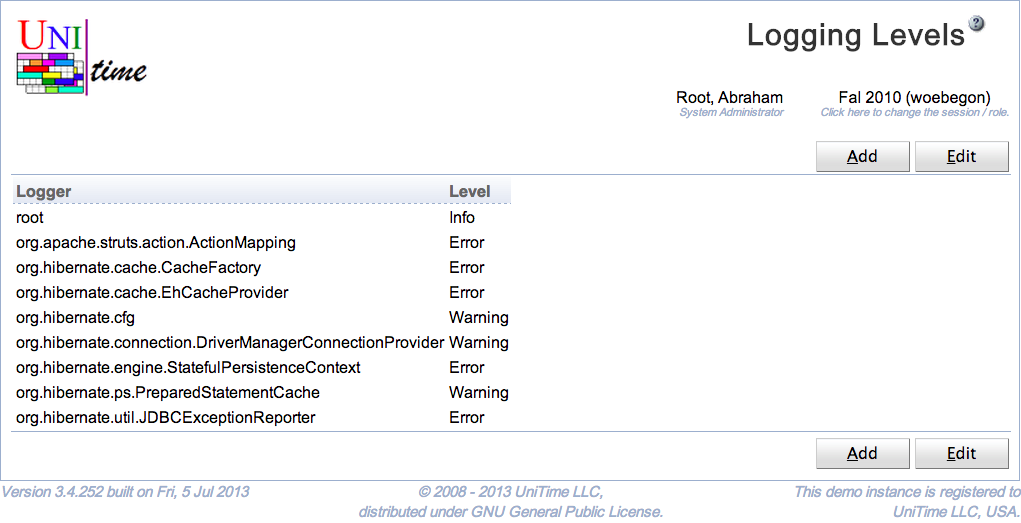 UNI
time
Logging Levels
?
Root, Abraham
System Administrator
Fal 2010 (woebegon)
Click here to change the session / role.
Add Edit
Logger Level
root Info
org.apache.struts.action.ActionMapping Error
org.hibernate.cache.CacheFactory Error
org.hibernate.cache.EhCacheProvider Error
org.hibernate.cfg Warning
org.hibernate.connection.DriverManagerConnectionProvider Warning
org.hibernate.engine.StatefulPersistenceContext Error
org.hibernate.ps.PreparedStatementCache Warning
org.hibernate.util.JDBCExceptionReporter Error
Add Edit
Version 3.4.252 built on Fri, 5 Jul 2013
© 2008 - 2013 UniTime LLC,
distributed under GNU General Public License.
This demo instance is registered to
UniTime LLC, USA.